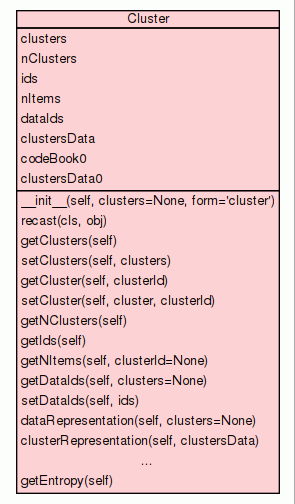 Cluster
clusters
nClusters
ids
nItems
dataIds
clustersData
codeBook0
clustersData0
__init__(self, clusters=None, form='cluster')
recast(cls, obj)
getClusters(self)
setClusters(self, clusters)
getCluster(self, clusterId)
setCluster(self, cluster, clusterId)
getNClusters(self)
getIds(self)
getNItems(self, clusterId=None)
getDataIds(self, clusters=None)
setDataIds(self, ids)
dataRepresentation(self, clusters=None)
clusterRepresentation(self, clustersData)
...
getEntropy(self)